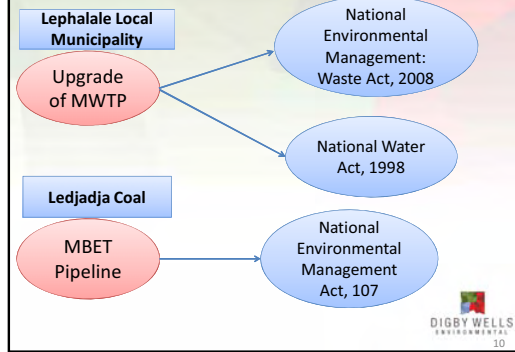 Lephalale Local
Municipality
Upgrade
of MWTP
National
Environmental
Management:
Waste Act, 2008
National Water
Act, 1998
Ledjadja Coal
MBET
Pipeline
National
Environmental
Management
Act, 107
DIGBY WELLS
ENVIRONMENTAL
10